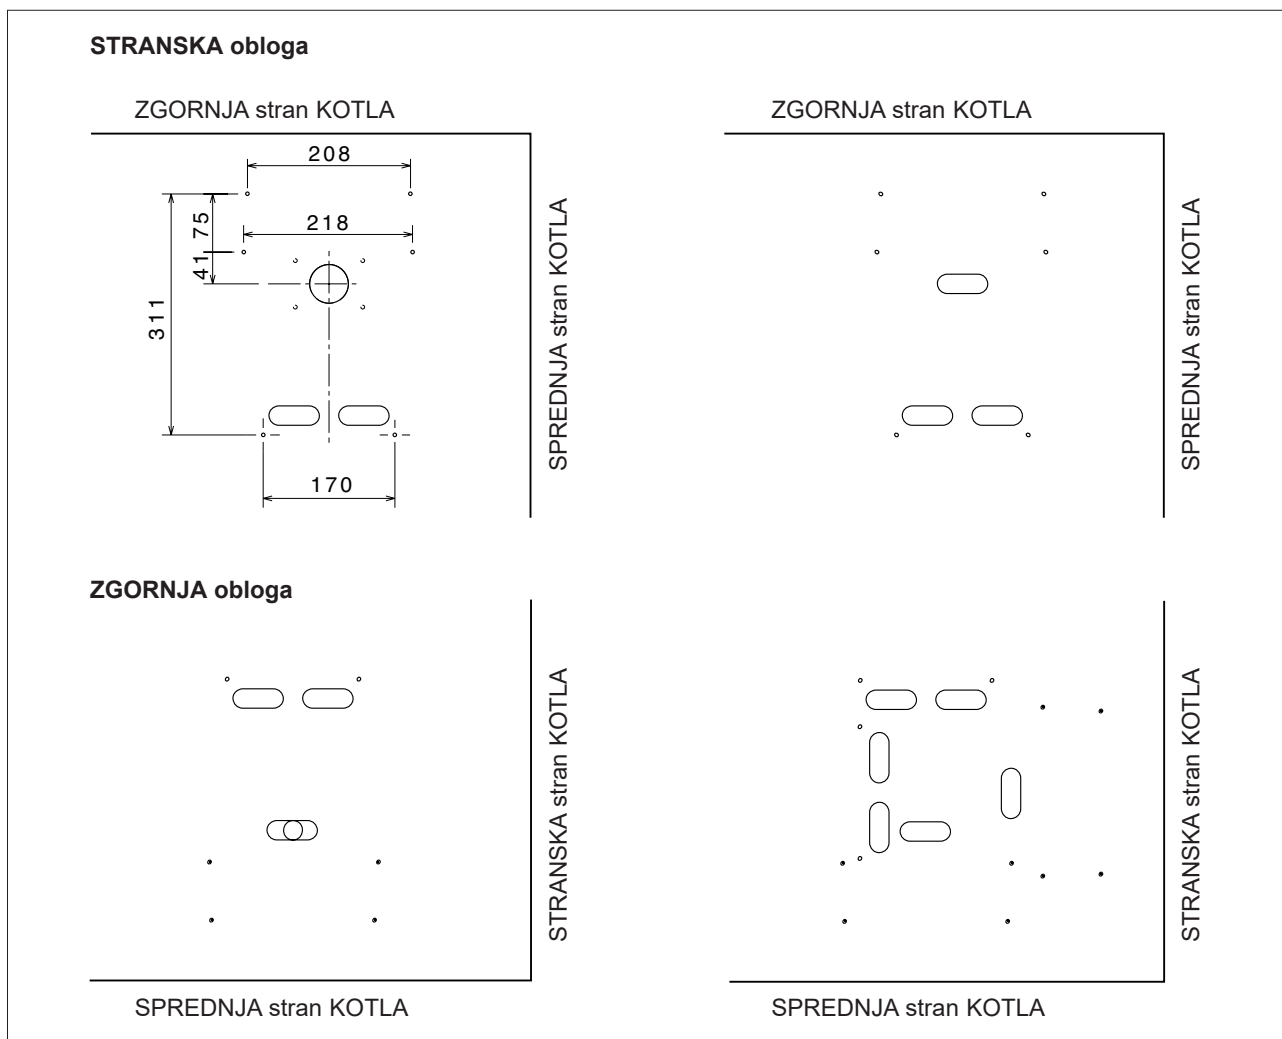 STRANSKA obloga
ZGORNJA stran KOTLA
ZGORNJA stran KOTLA
208
75
218
41
311
170
SPREDNJA stran KOTLA
SPREDNJA stran KOTLA
ZGORNJA obloga
STRANSKA stran KOTLA
STRANSKA stran KOTLA
SPREDNJA stran KOTLA
SPREDNJA stran KOTLA